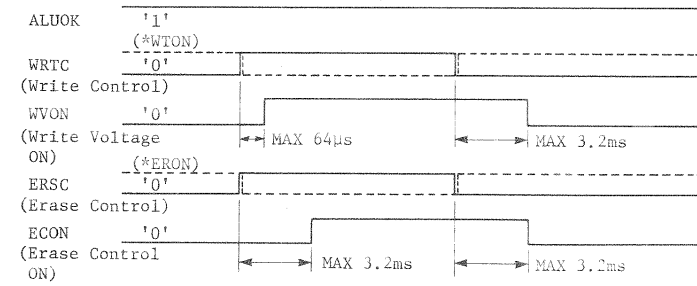 ALUOK '1'
(*WTON)
WRTC '0'
(Write Control)
WVON '0'
(Write Voltage ON)
MAX 64μs
MAX 3.2ms
(*ERON)
ERSC '0'
(Erase Control)
ECON '0'
(Erase Control ON)
MAX 3.2ms
MAX 3.2ms